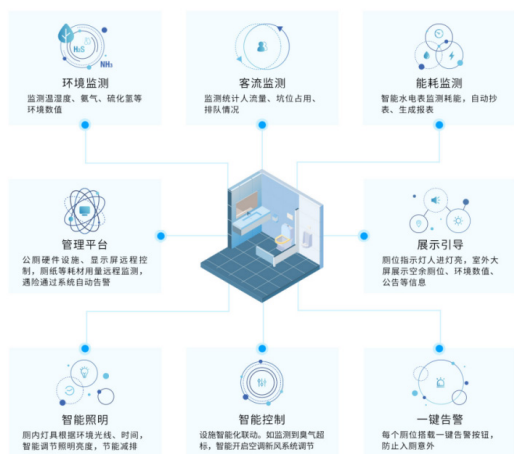 H₂S
NH₃
环境监测
监测温湿度、氨气、硫化氢等
环境数值
客流监测
监测统计人流量、坑位占用、
排队情况
能耗监测
智能水电表监测耗能，自动抄
表、生成报表
管理平台
公厕硬件设施、显示屏远程控
制，厕纸等耗材用量远程监测，
遇险通过系统自动告警
展示引导
厕位指示灯人进灯亮，室外大
屏展示空余厕位、环境数值、
公告等信息
智能照明
厕内灯具根据环境光线、时间，
智能调节照明亮度，节能减排
智能控制
设施智能化联动。如监测到臭气超
标，智能开启空调新风系统调节
一键告警
每个厕位搭载一键告警按钮，
防止入厕意外